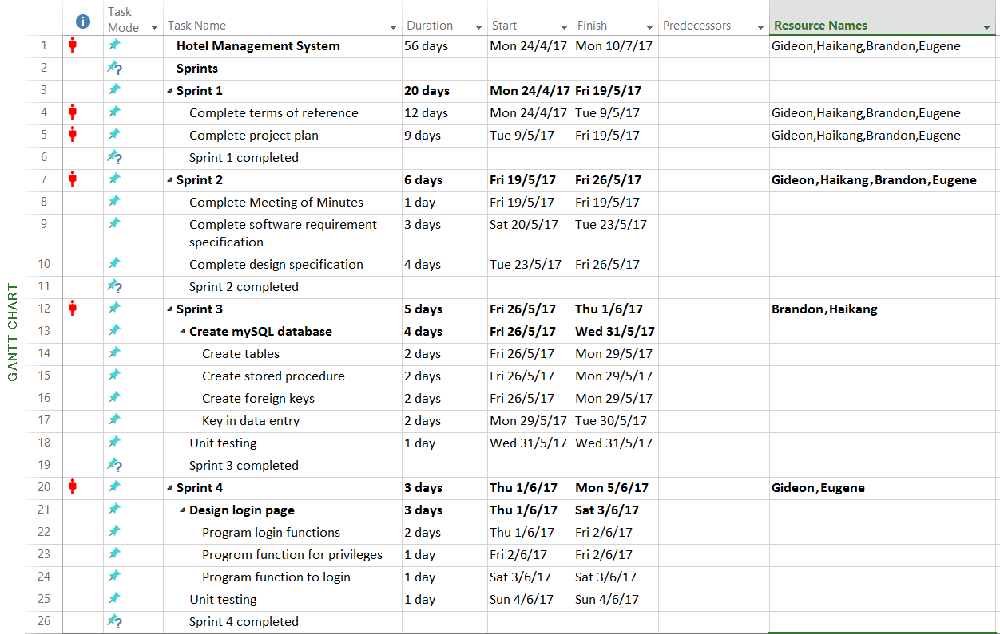 GANTT CHART
Task Mode Task Name Duration Start Finish Predecessors Resource Names
1 Hotel Management System 56 days Mon 24/4/17 Mon 10/7/17 Gideon,Haikang,Brandon,Eugene
2 Sprints
3 Sprint 1 20 days Mon 24/4/17 Fri 19/5/17
4 Complete terms of reference 12 days Mon 24/4/17 Tue 9/5/17 Gideon,Haikang,Brandon,Eugene
5 Complete project plan 9 days Tue 9/5/17 Fri 19/5/17 Gideon,Haikang,Brandon,Eugene
6 Sprint 1 completed
7 Sprint 2 6 days Fri 19/5/17 Fri 26/5/17 Gideon,Haikang,Brandon,Eugene
8 Complete Meeting of Minutes 1 day Fri 19/5/17 Fri 19/5/17
9 Complete software requirement specification 3 days Sat 20/5/17 Tue 23/5/17
10 Complete design specification 4 days Tue 23/5/17 Fri 26/5/17
11 Sprint 2 completed
12 Sprint 3 5 days Fri 26/5/17 Thu 1/6/17 Brandon,Haikang
13 Create mySQL database 4 days Fri 26/5/17 Wed 31/5/17
14 Create tables 2 days Fri 26/5/17 Mon 29/5/17
15 Create stored procedure 2 days Fri 26/5/17 Mon 29/5/17
16 Create foreign keys 2 days Fri 26/5/17 Mon 29/5/17
17 Key in data entry 2 days Mon 29/5/17 Tue 30/5/17
18 Unit testing 1 day Wed 31/5/17 Wed 31/5/17
19 Sprint 3 completed
20 Sprint 4 3 days Thu 1/6/17 Mon 5/6/17 Gideon,Eugene
21 Design login page 3 days Thu 1/6/17 Sat 3/6/17
22 Program login functions 2 days Thu 1/6/17 Fri 2/6/17
23 Progrom function for privileges 1 day Fri 2/6/17 Fri 2/6/17
24 Program function to login 1 day Sat 3/6/17 Sat 3/6/17
25 Unit testing 1 day Sun 4/6/17 Sun 4/6/17
26 Sprint 4 completed